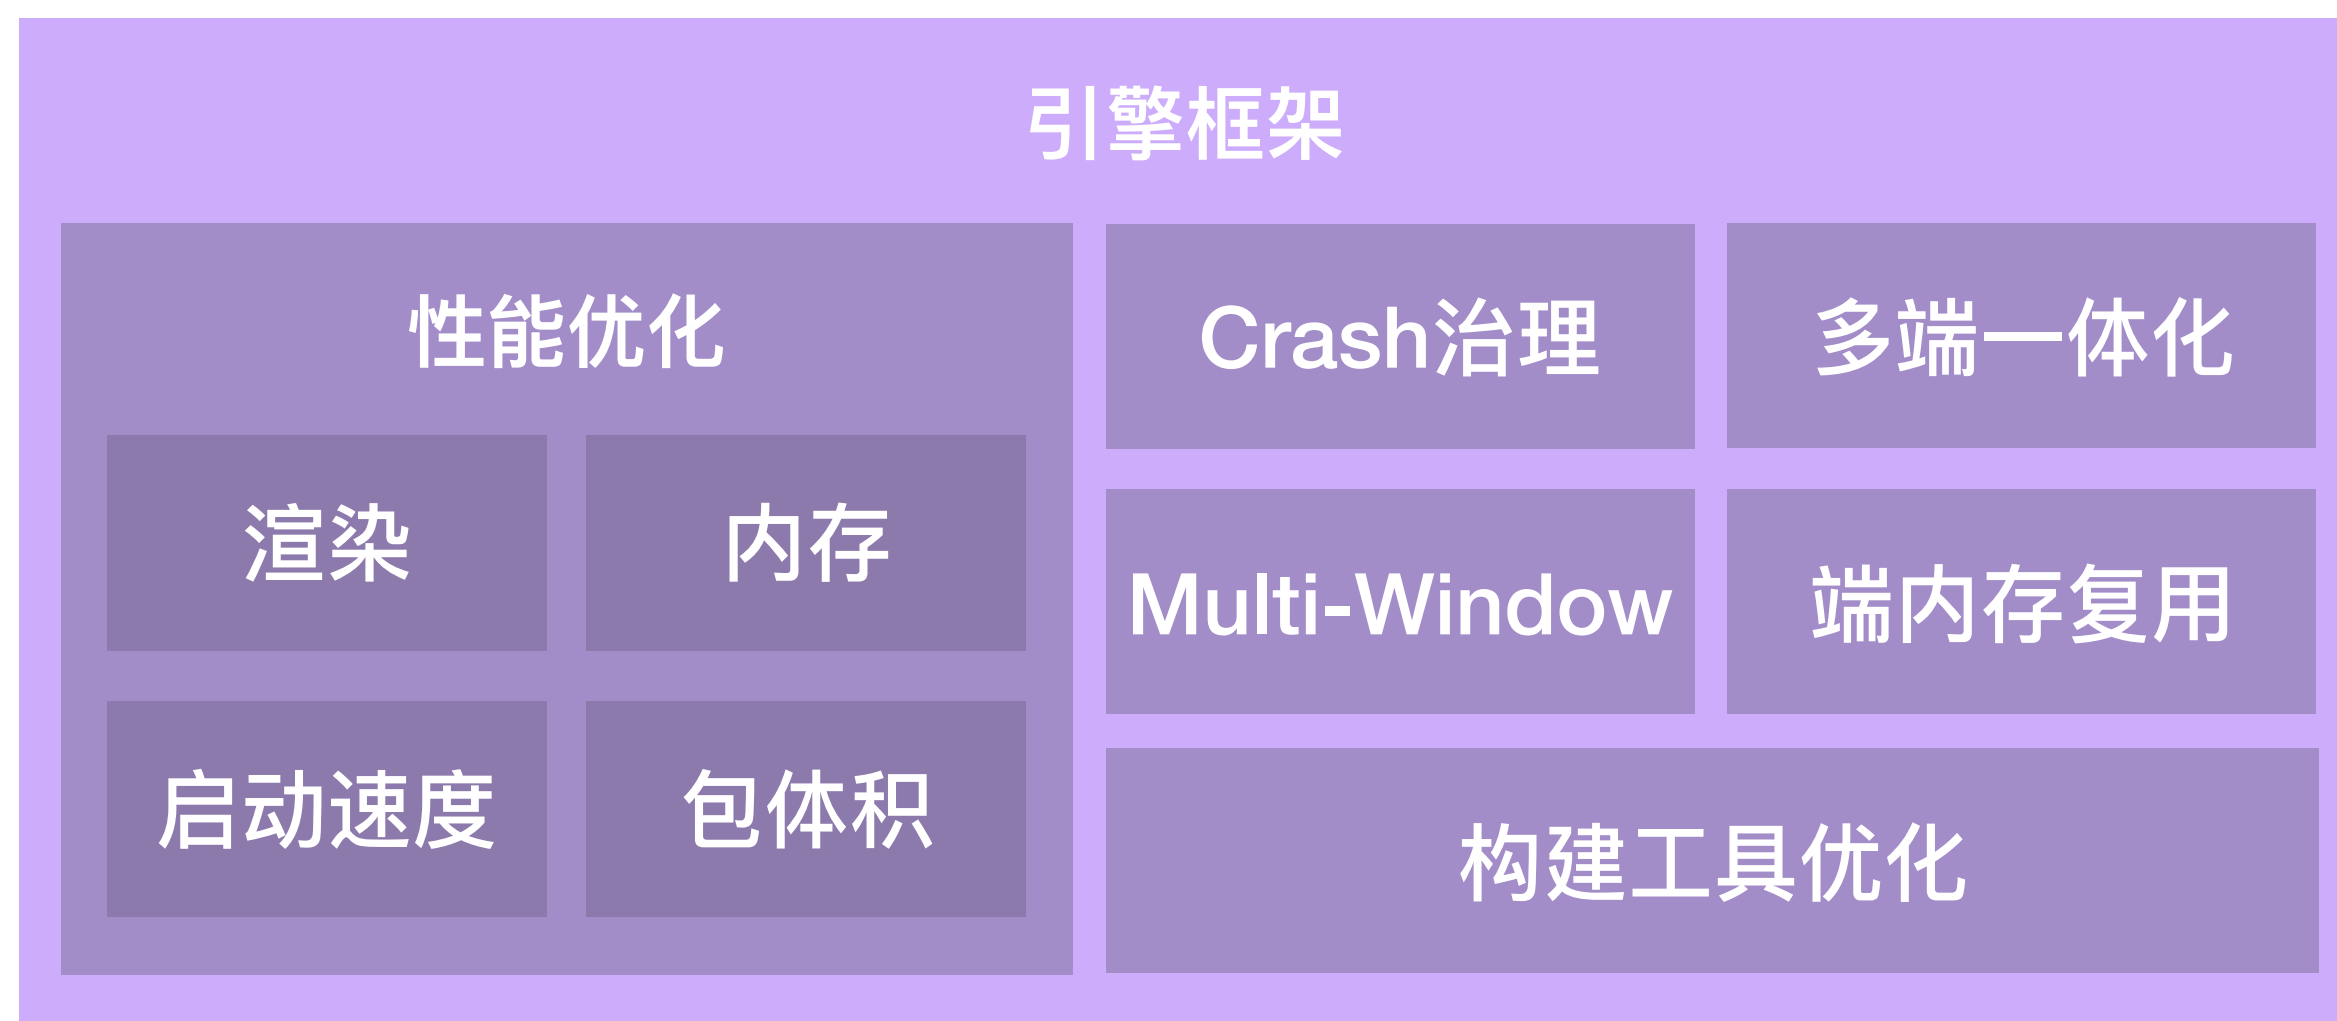 引擎框架
性能优化
渲染
内存
启动速度
包体积
Crash治理
多端一体化
Multi-Window
端内存复用
构建工具优化